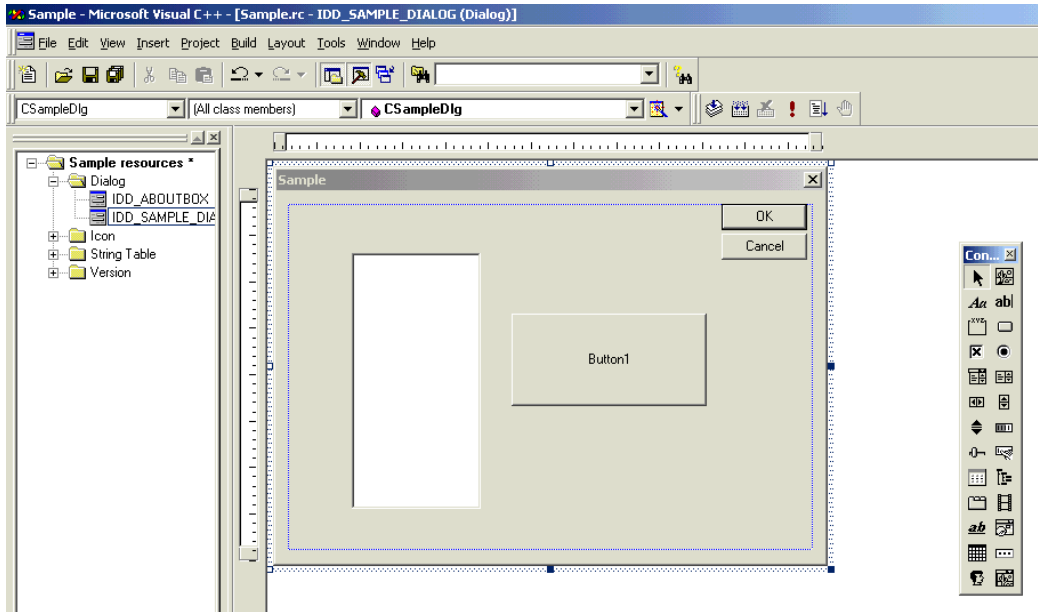 Sample - Microsoft Visual C++ - [Sample.rc - IDD_SAMPLE_DIALOG (Dialog)]
File Edit View Insert Project Build Layout Tools Window Help
CSampleDlg (All class members) CSampleDlg
Sample resources *
Dialog
IDD_ABOUTBOX
IDD_SAMPLE_DIA
Icon
String Table
Version
Sample
OK
Cancel
Button1
Con...
Aa ab|
xyz
ab